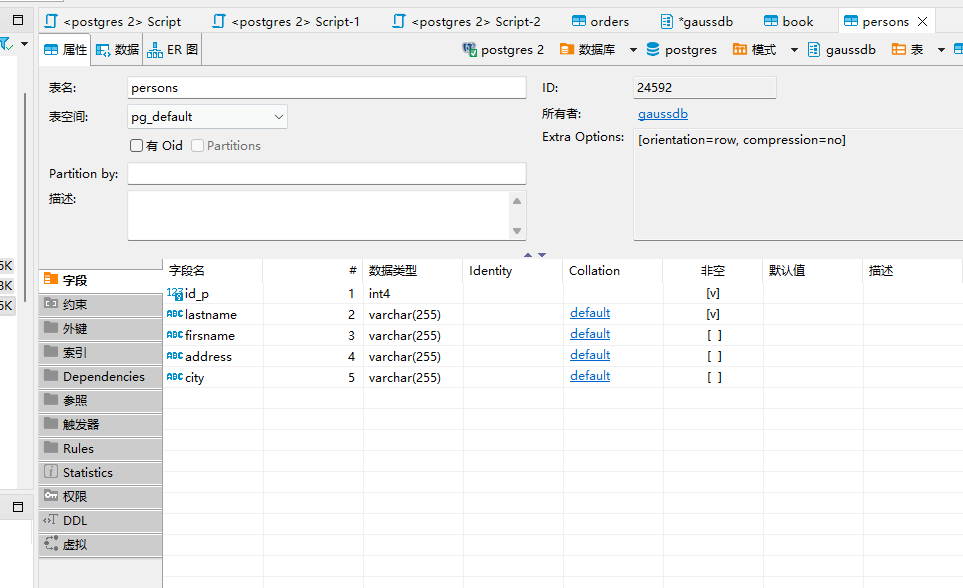 <postgres 2> Script <postgres 2> Script-1 <postgres 2> Script-2 orders *gaussdb book persons
属性 数据 ER 图 postgres 2 数据库 postgres 模式 gaussdb 表
表名: persons ID: 24592
表空间: pg_default 所有者: gaussdb
有 Oid Partitions Extra Options: [orientation=row, compression=no]
Partition by:
描述:
5K
3K
5K
字段名 # 数据类型 Identity Collation 非空 默认值 描述
123 id_p 1 int4 [v]
ABC lastname 2 varchar(255) default [v]
ABC firsname 3 varchar(255) default [ ]
ABC address 4 varchar(255) default [ ]
ABC city 5 varchar(255) default [ ]
字段
约束
外键
索引
Dependencies
参照
触发器
Rules
Statistics
权限
DDL
虚拟